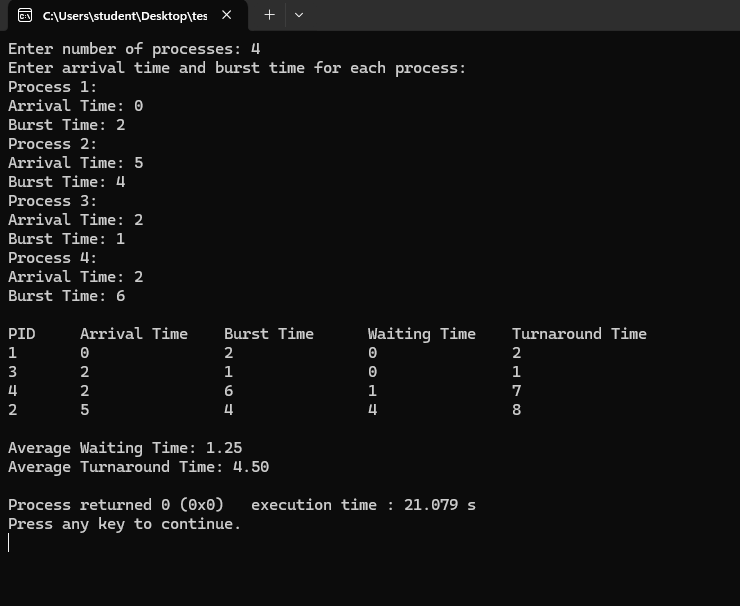 C:\Users\student\Desktop\tes
Enter number of processes: 4
Enter arrival time and burst time for each process:
Process 1:
Arrival Time: 0
Burst Time: 2
Process 2:
Arrival Time: 5
Burst Time: 4
Process 3:
Arrival Time: 2
Burst Time: 1
Process 4:
Arrival Time: 2
Burst Time: 6
PID Arrival Time Burst Time Waiting Time Turnaround Time
1 0 2 0 2
3 2 1 0 1
4 2 6 1 7
2 5 4 4 8
Average Waiting Time: 1.25
Average Turnaround Time: 4.50
Process returned 0 (0x0) execution time : 21.079 s
Press any key to continue.